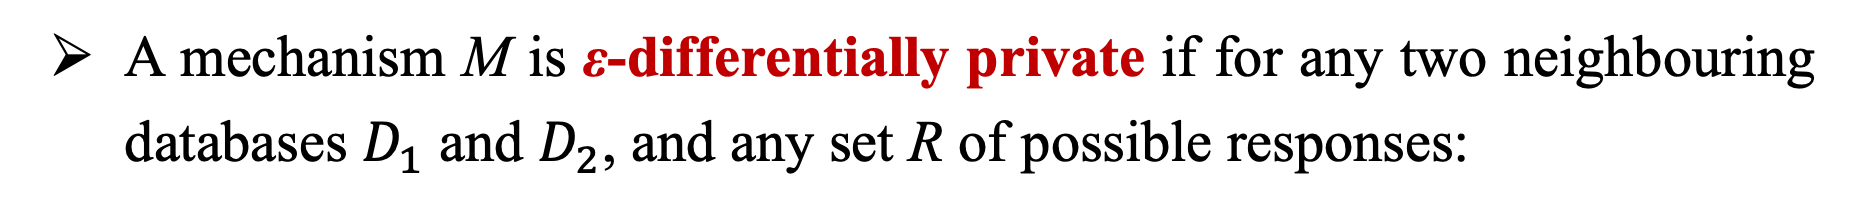 ➢ A mechanism M is ε-differentially private if for any two neighbouring
databases D₁ and D₂, and any set R of possible responses: